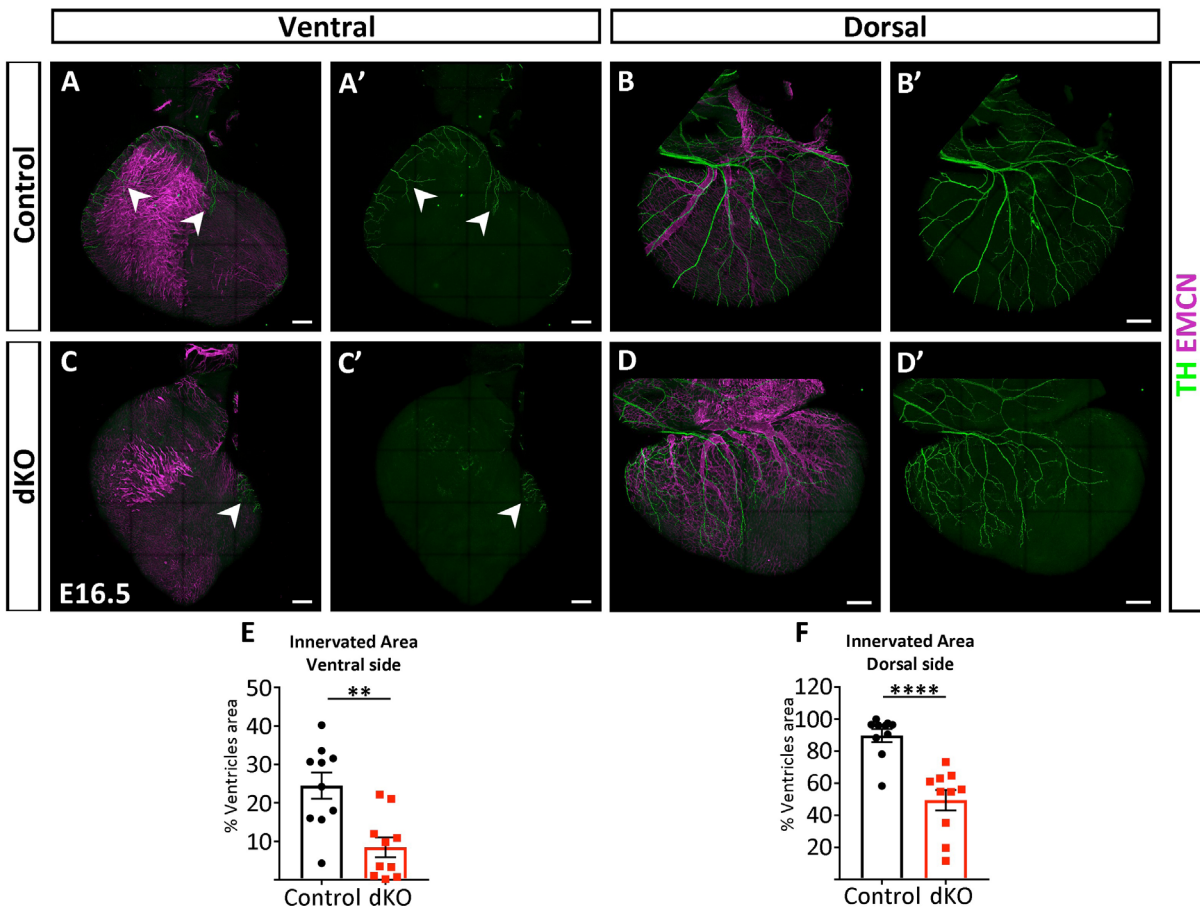 Ventral
Dorsal
Control
A
A’
B
B’
dKO
C
C’
D
D’
E16.5
TH EMCN
E
Innervated Area
Ventral side
**
% Ventricles area
50
40
30
20
10
Control dKO
F
Innervated Area
Dorsal side
****
% Ventricles area
120
100
80
60
40
20
Control dKO